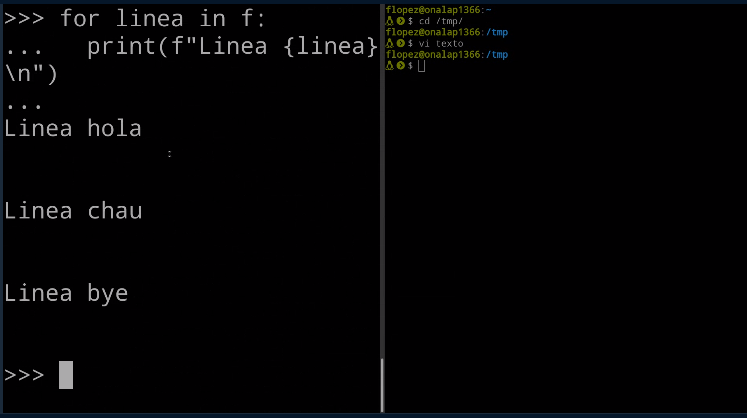 >>> for linea in f:
...   print(f"Linea {linea}
\n")
...
Linea hola
Linea chau
Linea bye
>>>
flopez@onalap1366:~
$ cd /tmp/
flopez@onalap1366:/tmp
$ vi texto
flopez@onalap1366:/tmp
$